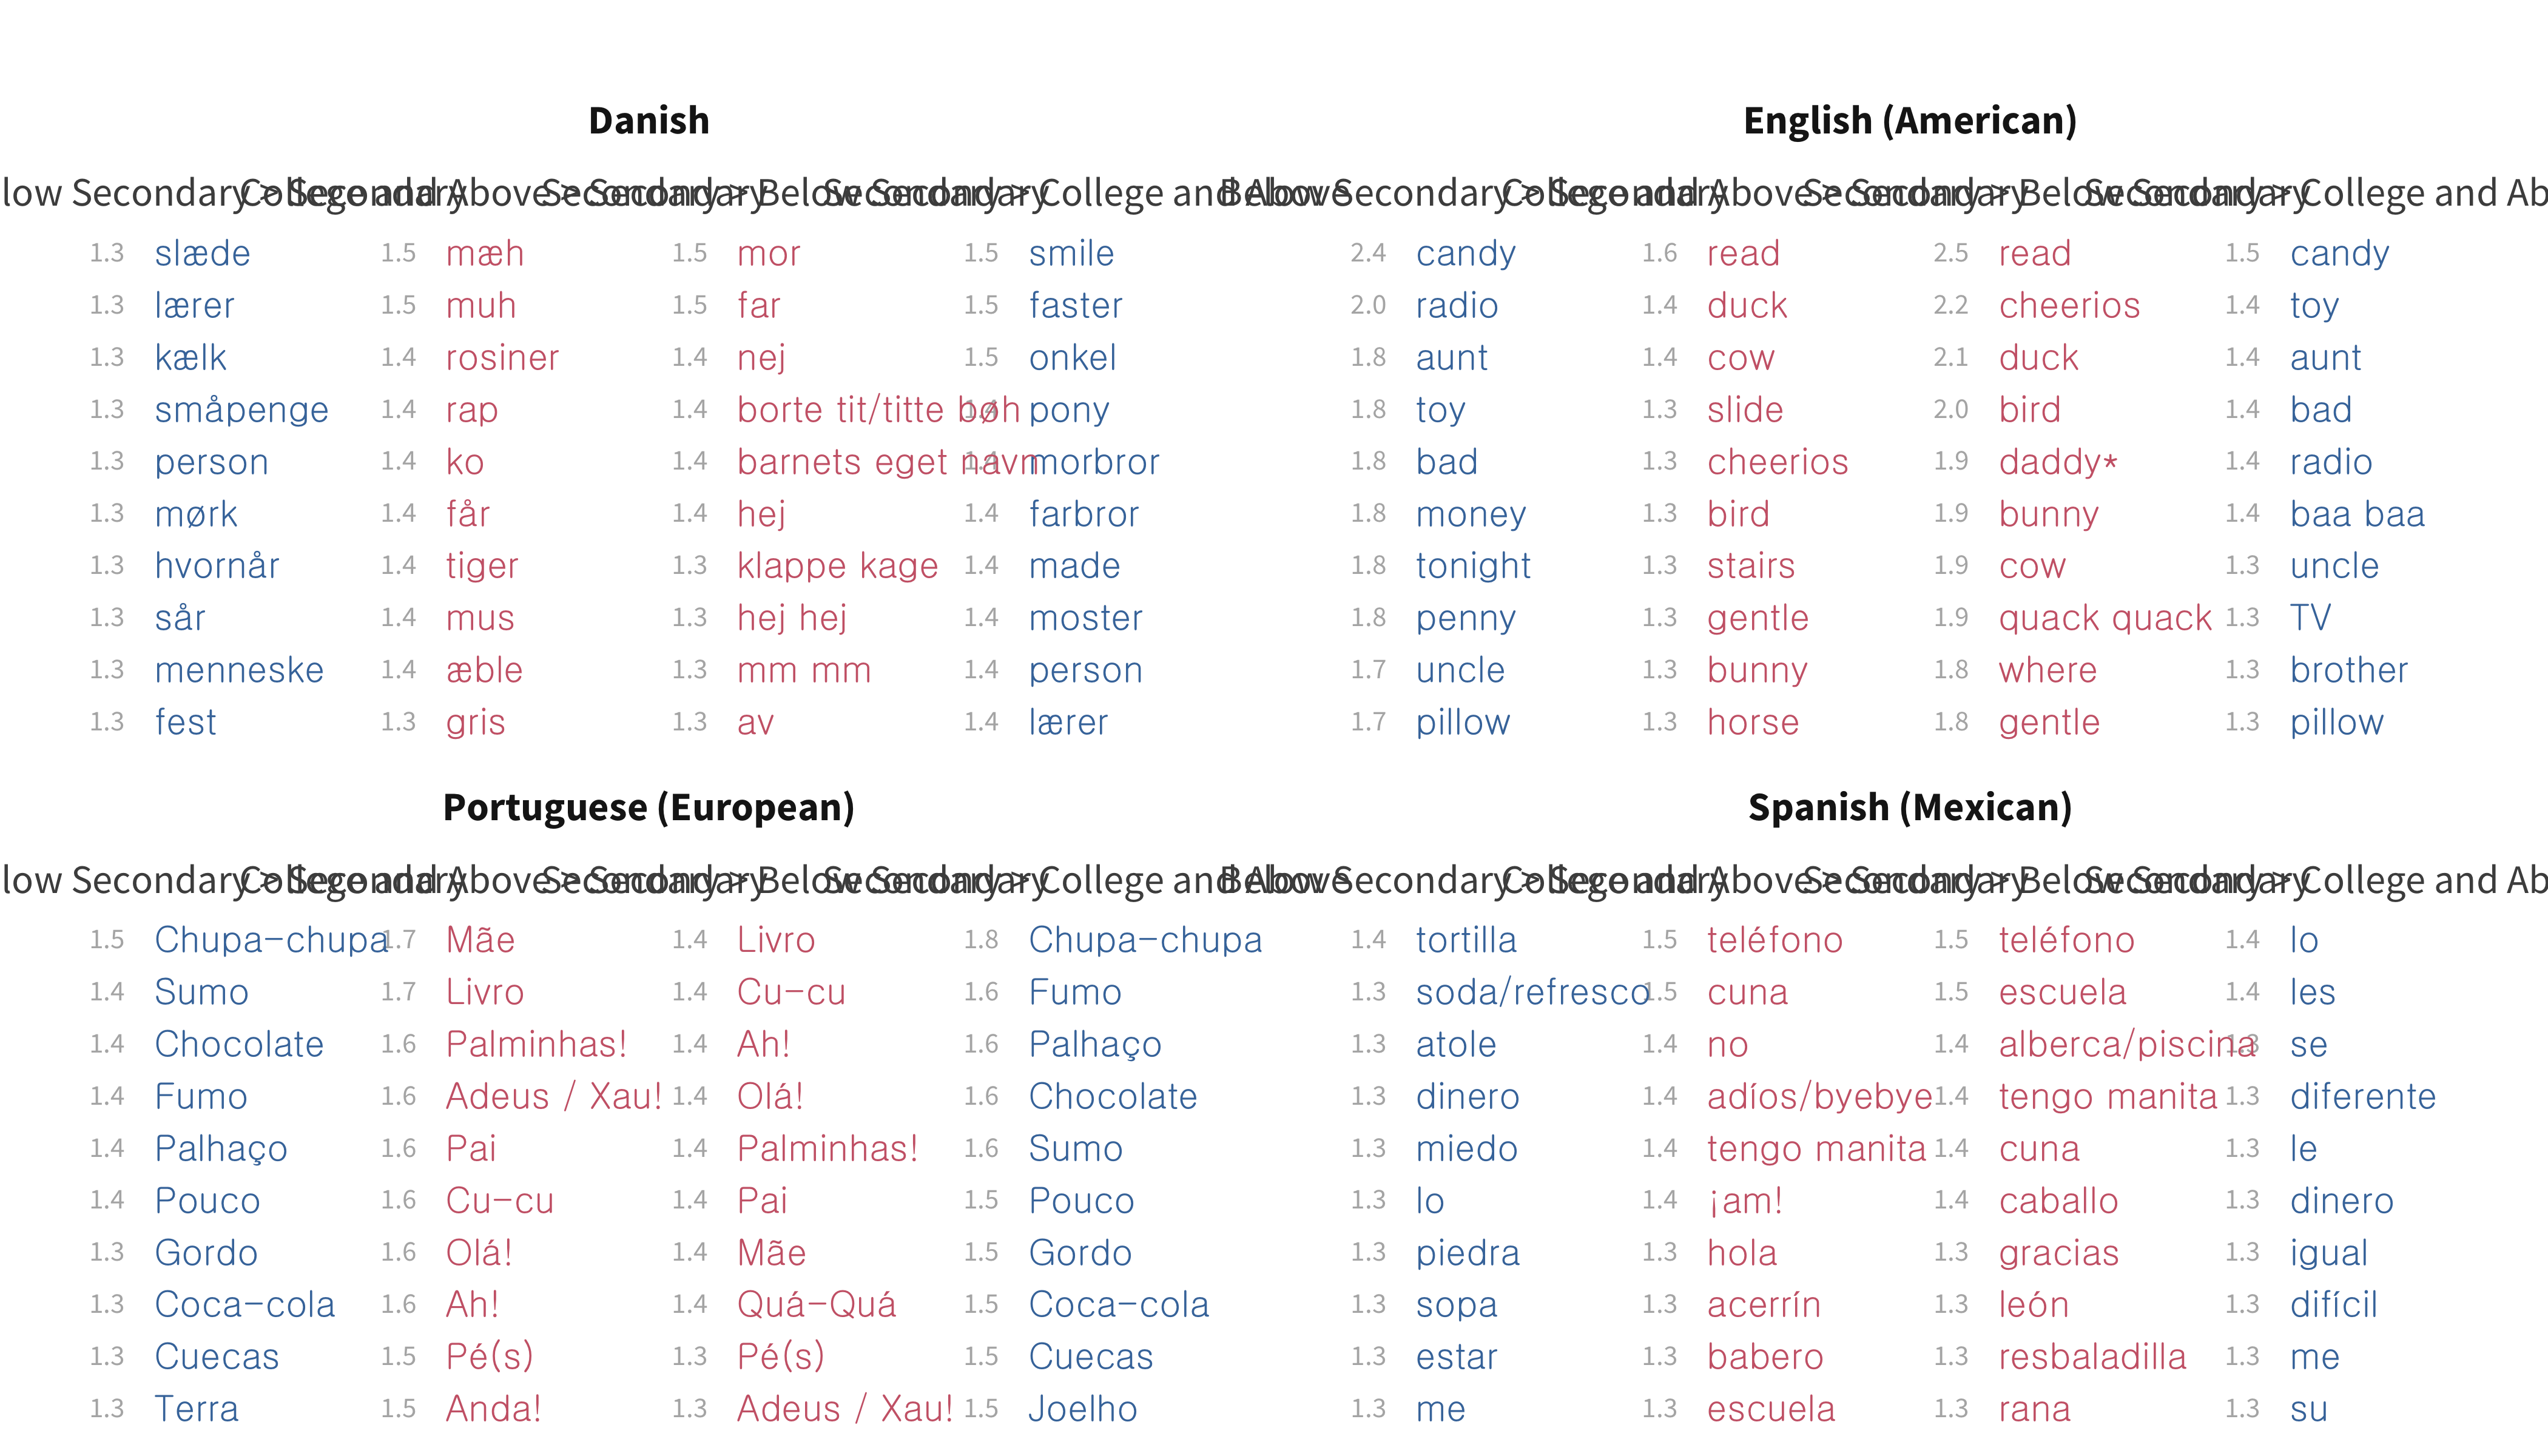 Danish English (American)
low Secondary > Secondary College and Above > Secondary Secondary > Below Secondary Secondary > College and Above Below Secondary > Secondary College and Above > Secondary Secondary > Below Secondary Secondary > College and Ab
1.3 slæde 1.5 mæh 1.5 mor 1.5 smile 2.4 candy 1.6 read 2.5 read 1.5 candy
1.3 lærer 1.5 muh 1.5 far 1.5 faster 2.0 radio 1.4 duck 2.2 cheerios 1.4 toy
1.3 kælk 1.4 rosiner 1.4 nej 1.5 onkel 1.8 aunt 1.4 cow 2.1 duck 1.4 aunt
1.3 småpenge 1.4 rap 1.4 borte tit/titte bøh 1.4 pony 1.8 toy 1.3 slide 2.0 bird 1.4 bad
1.3 person 1.4 ko 1.4 barnets eget navn 1.4 morbror 1.8 bad 1.3 cheerios 1.9 daddy* 1.4 radio
1.3 mørk 1.4 får 1.4 hej 1.4 farbror 1.8 money 1.3 bird 1.9 bunny 1.4 baa baa
1.3 hvornår 1.4 tiger 1.3 klappe kage 1.4 made 1.8 tonight 1.3 stairs 1.9 cow 1.3 uncle
1.3 sår 1.4 mus 1.3 hej hej 1.4 moster 1.8 penny 1.3 gentle 1.9 quack quack 1.3 TV
1.3 menneske 1.4 æble 1.3 mm mm 1.4 person 1.7 uncle 1.3 bunny 1.8 where 1.3 brother
1.3 fest 1.3 gris 1.3 av 1.4 lærer 1.7 pillow 1.3 horse 1.8 gentle 1.3 pillow
Portuguese (European) Spanish (Mexican)
low Secondary > Secondary College and Above > Secondary Secondary > Below Secondary Secondary > College and Above Below Secondary > Secondary College and Above > Secondary Secondary > Below Secondary Secondary > College and Ab
1.5 Chupa-chupa 1.7 Mãe 1.4 Livro 1.8 Chupa-chupa 1.4 tortilla 1.5 teléfono 1.5 teléfono 1.4 lo
1.4 Sumo 1.7 Livro 1.4 Cu-cu 1.6 Fumo 1.3 soda/refresco 1.5 cuna 1.5 escuela 1.4 les
1.4 Chocolate 1.6 Palminhas! 1.4 Ah! 1.6 Palhaço 1.3 atole 1.4 no 1.4 alberca/piscina 1.3 se
1.4 Fumo 1.6 Adeus / Xau! 1.4 Olá! 1.6 Chocolate 1.3 dinero 1.4 adíos/byebye 1.4 tengo manita 1.3 diferente
1.4 Palhaço 1.6 Pai 1.4 Palminhas! 1.6 Sumo 1.3 miedo 1.4 tengo manita 1.4 cuna 1.3 le
1.4 Pouco 1.6 Cu-cu 1.4 Pai 1.5 Pouco 1.3 lo 1.4 ¡am! 1.4 caballo 1.3 dinero
1.3 Gordo 1.6 Olá! 1.4 Mãe 1.5 Gordo 1.3 piedra 1.3 hola 1.3 gracias 1.3 igual
1.3 Coca-cola 1.6 Ah! 1.4 Quá-Quá 1.5 Coca-cola 1.3 sopa 1.3 acerrín 1.3 león 1.3 difícil
1.3 Cuecas 1.5 Pé(s) 1.3 Pé(s) 1.5 Cuecas 1.3 estar 1.3 babero 1.3 resbaladilla 1.3 me
1.3 Terra 1.5 Anda! 1.3 Adeus / Xau! 1.5 Joelho 1.3 me 1.3 escuela 1.3 rana 1.3 su